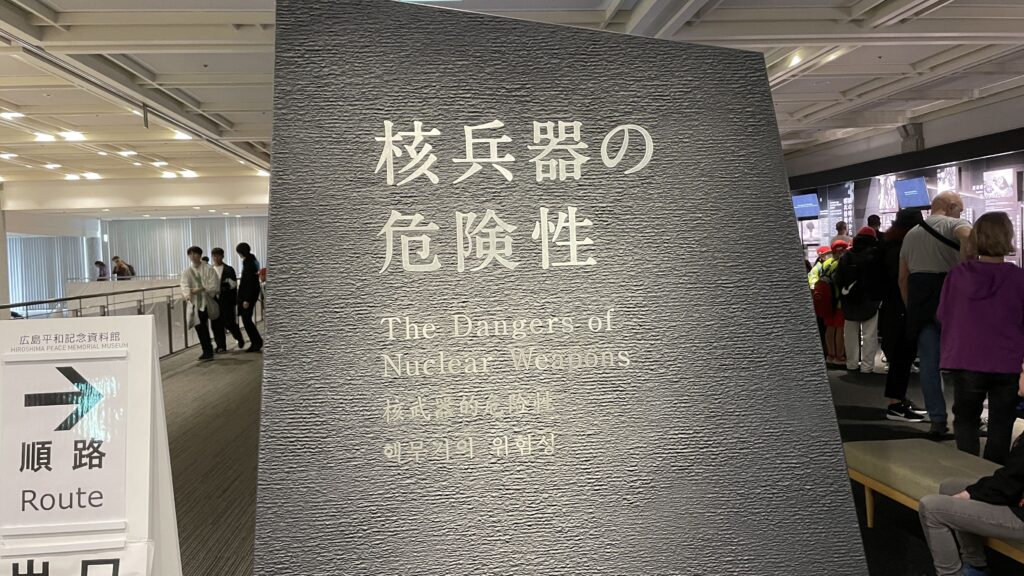 核兵器の
危険性
The Dangers of
Nuclear Weapons
核武器的危险性
핵무기의 위험성
広島平和記念資料館
HIROSHIMA PEACE MEMORIAL MUSEUM
順路
Route
出口